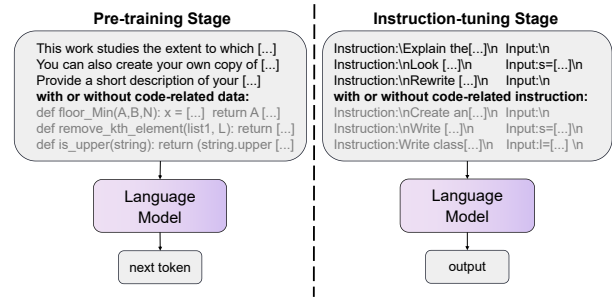 Pre-training Stage
This work studies the extent to which [...]
You can also create your own copy of [...]
Provide a short description of your [...]
with or without code-related data:
def floor_Min(A,B,N): x = [...]  return A [...]
def remove_kth_element(list1, L): return [...]
def is_upper(string): return (string.upper [...]
Language
Model
next token
Instruction-tuning Stage
Instruction:\Explain the[...]\n  Input:\n
Instruction:\nLook [...]\n  Input:s=[...]\n
Instruction:\nRewrite [...]\n  Input:\n
with or without code-related instruction:
Instruction:\nCreate an[...]\n  Input:\n
Instruction:\nWrite [...]\n  Input:s=[...]\n
Instruction:Write class[...]\n  Input:l=[...] \n
Language
Model
output